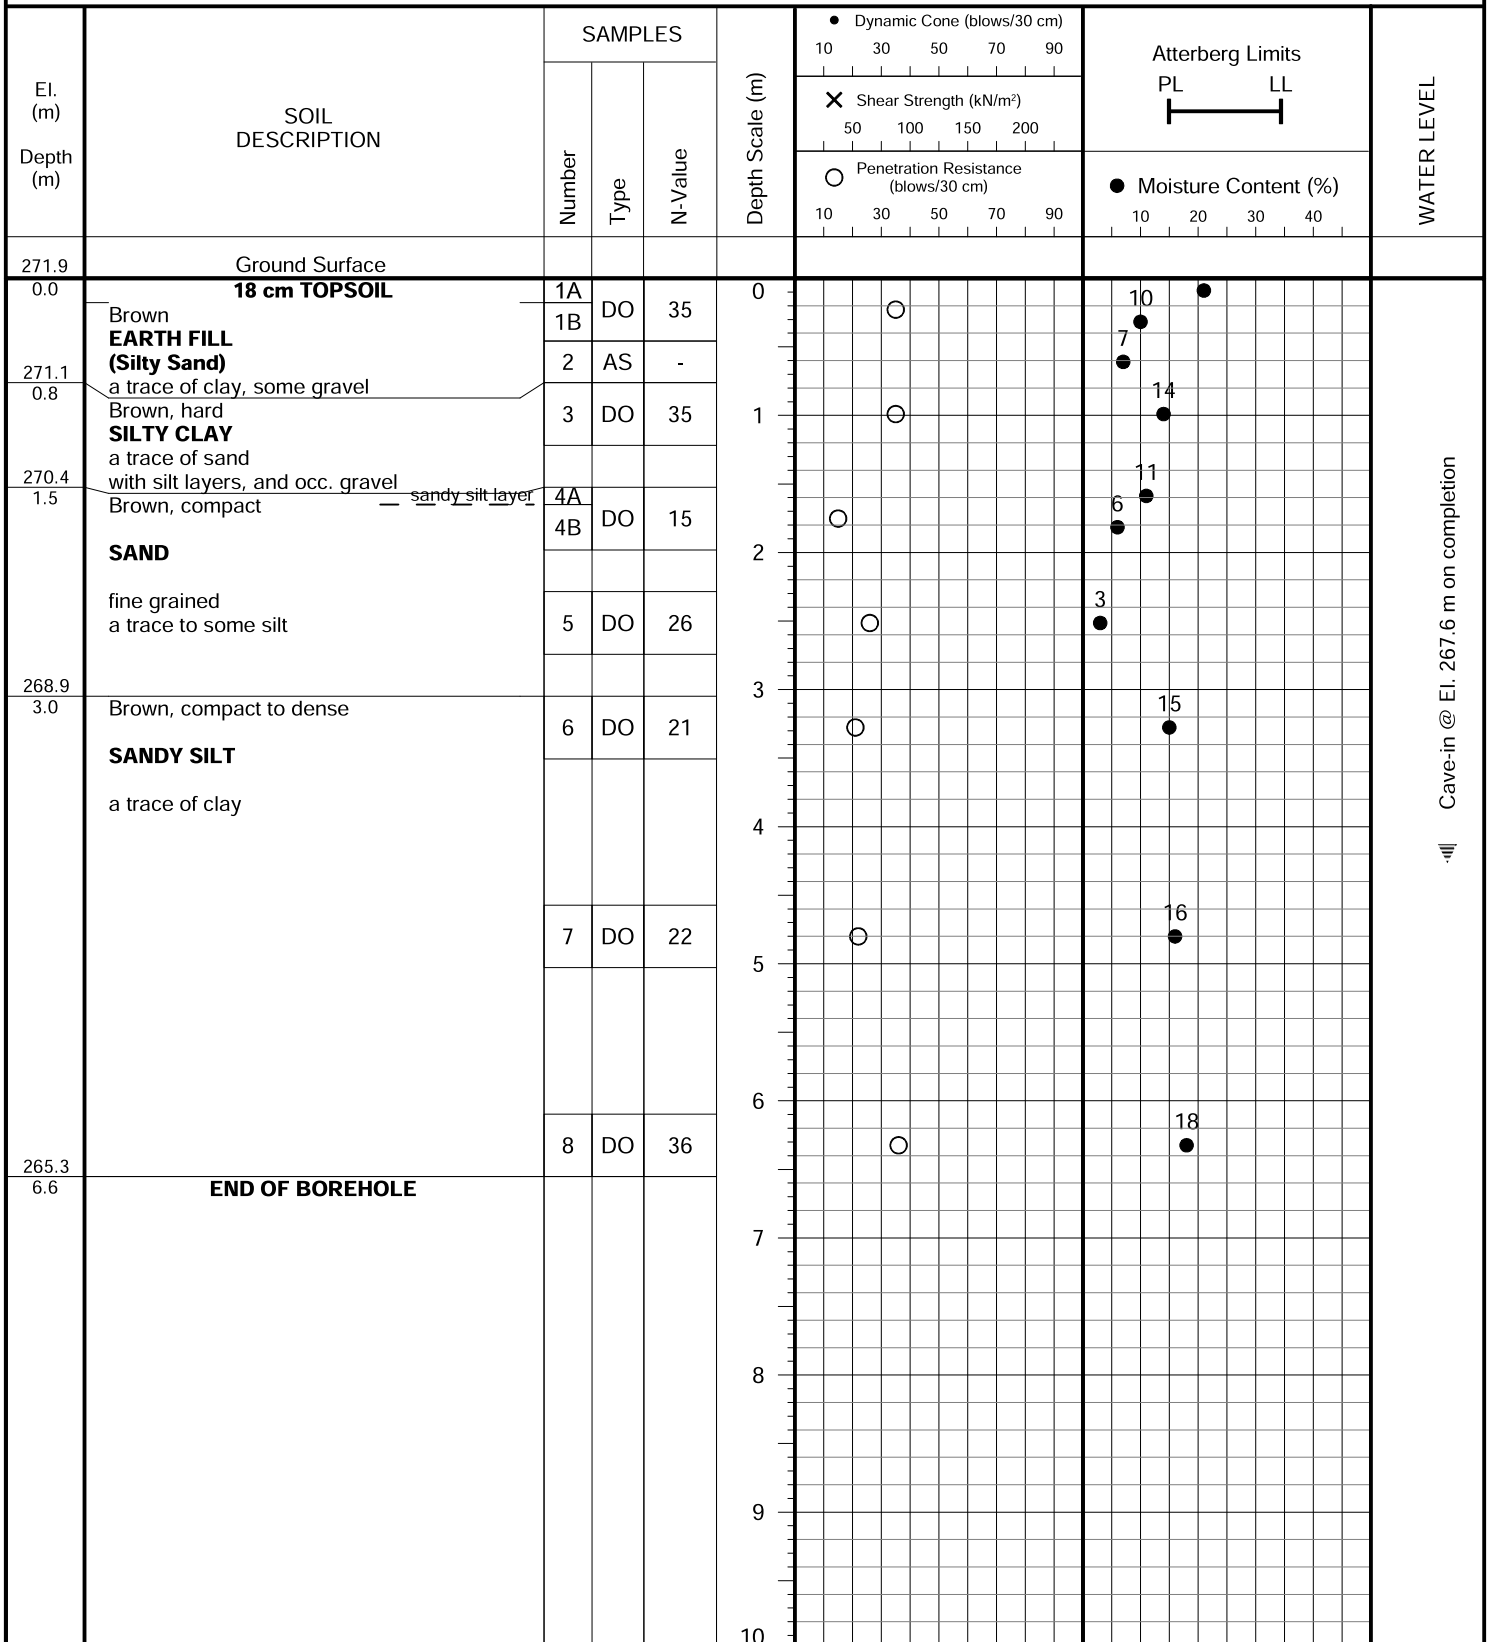 SAMPLES
El.
(m)
Depth
(m)
SOIL
DESCRIPTION
Number
Type
N-Value
Depth Scale (m)
Dynamic Cone (blows/30 cm)
10 30 50 70 90
Shear Strength (kN/m²)
50 100 150 200
Penetration Resistance
(blows/30 cm)
10 30 50 70 90
Atterberg Limits
PL LL
Moisture Content (%)
10 20 30 40
WATER LEVEL
271.9
Ground Surface
0.0
18 cm TOPSOIL
1A
0
Brown
1B
DO
35
10
EARTH FILL
(Silty Sand)
2
AS
-
7
271.1
a trace of clay, some gravel
0.8
Brown, hard
3
DO
35
1
14
SILTY CLAY
a trace of sand
with silt layers, and occ. gravel
270.4
1.5
sandy silt layer
4A
11
Brown, compact
4B
DO
15
6
SAND
2
fine grained
a trace to some silt
5
DO
26
3
268.9
3.0
3
Brown, compact to dense
6
DO
21
15
SANDY SILT
a trace of clay
4
Cave-in @ El. 267.6 m on completion
7
DO
22
16
5
6
8
DO
36
18
265.3
6.6
END OF BOREHOLE
7
8
9
10